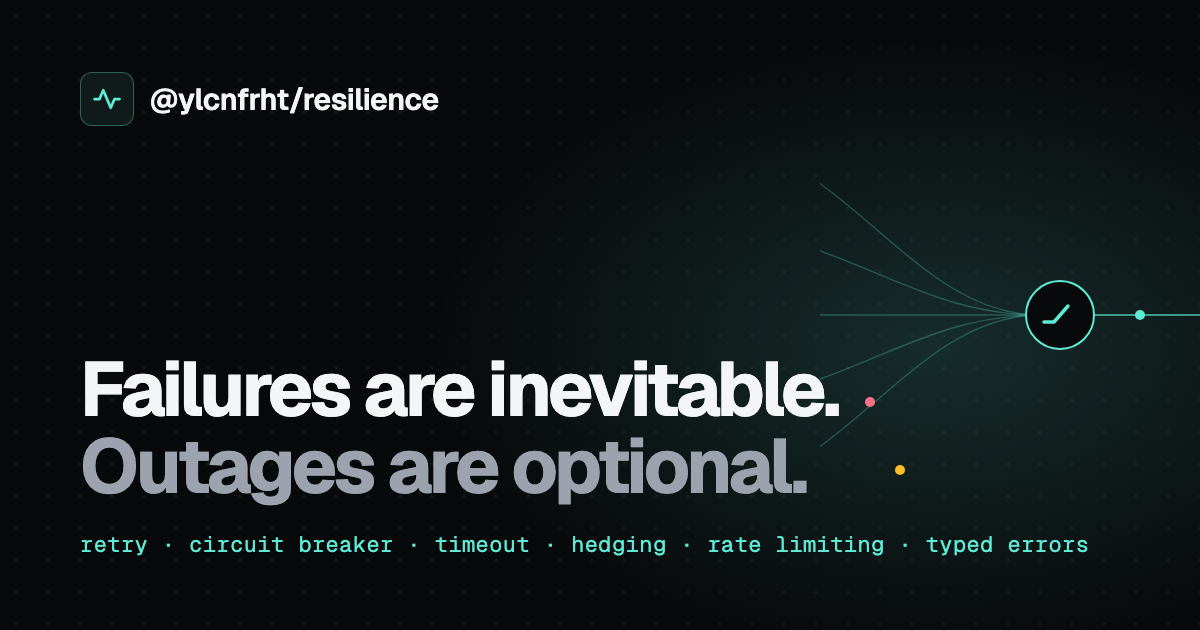 @ylcnfrht/resilience
Failures are inevitable.
Outages are optional.
retry · circuit breaker · timeout · hedging · rate limiting · typed errors